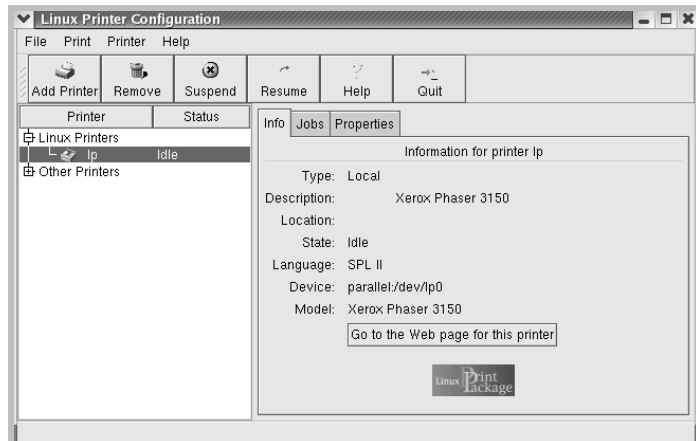 Linux Printer Configuration
File Print Printer Help
Add Printer Remove Suspend Resume Help Quit
Printer Status
Linux Printers
lp Idle
Other Printers
Info Jobs Properties
Information for printer lp
Type: Local
Description: Xerox Phaser 3150
Location:
State: Idle
Language: SPL II
Device: parallel:/dev/lp0
Model: Xerox Phaser 3150
Go to the Web page for this printer
Linux Print Package